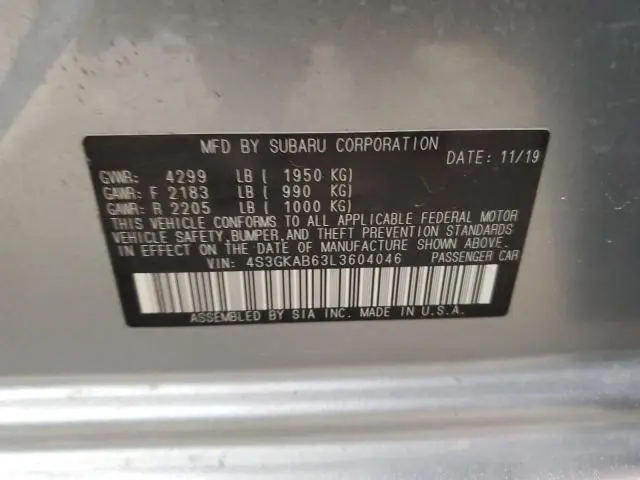 MFD BY SUBARU CORPORATION
DATE: 11/19
GVWR: 4299 LB ( 1950 KG)
GAWR: F 2183 LB ( 990 KG)
GAWR: R 2205 LB ( 1000 KG)
THIS VEHICLE CONFORMS TO ALL APPLICABLE FEDERAL MOTOR
VEHICLE SAFETY,BUMPER,AND THEFT PREVENTION STANDARDS
IN EFFECT ON THE DATE OF MANUFACTURE SHOWN ABOVE.
VIN: 4S3GKAB63L3604046 PASSENGER CAR
ASSEMBLED BY SIA INC. MADE IN U.S.A.